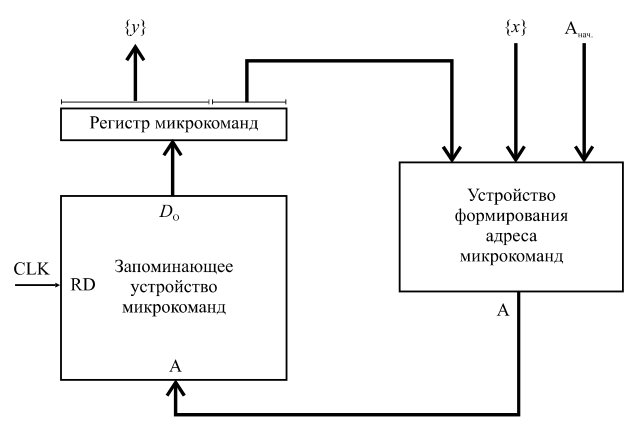 {y}
{x}
Aнач.
Регистр микрокоманд
Устройство
формирования
адреса
микрокоманд
Do
CLK
RD
Запоминающее
устройство
микрокоманд
A
A